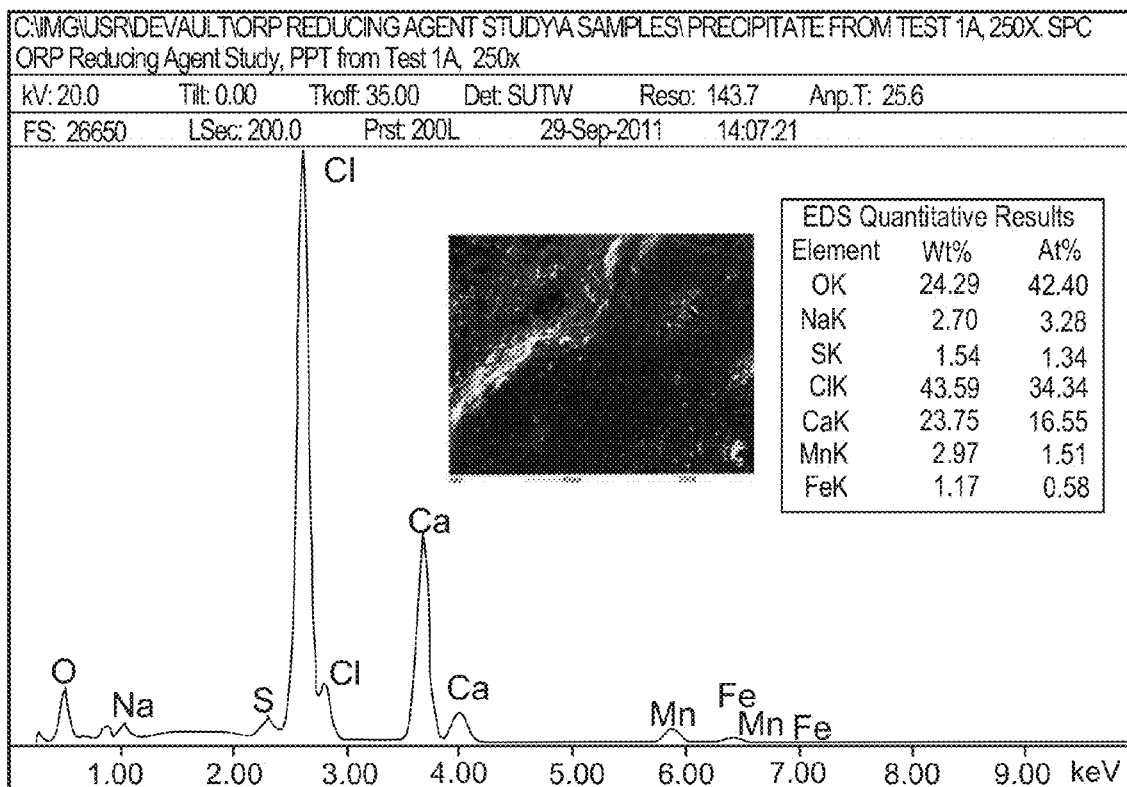 C:\IMG\USR\DEVAULT\ORP REDUCING AGENT STUDY\A SAMPLES\ PRECIPITATE FROM TEST 1A, 250X. SPC
ORP Reducing Agent Study, PPT from Test 1A, 250x
kV: 20.0 Tilt: 0.00 Tkoff: 35.00 Det: SUTW Reso: 143.7 Anp.T: 25.6
FS: 26650 LSec: 200.0 Prst: 200L 29-Sep-2011 14:07:21
Cl
EDS Quantitative Results
Element Wt% At%
OK 24.29 42.40
NaK 2.70 3.28
SK 1.54 1.34
ClK 43.59 34.34
CaK 23.75 16.55
MnK 2.97 1.51
FeK 1.17 0.58
Ca
O Na S Cl Ca Mn Fe Mn Fe
1.00 2.00 3.00 4.00 5.00 6.00 7.00 8.00 9.00 keV